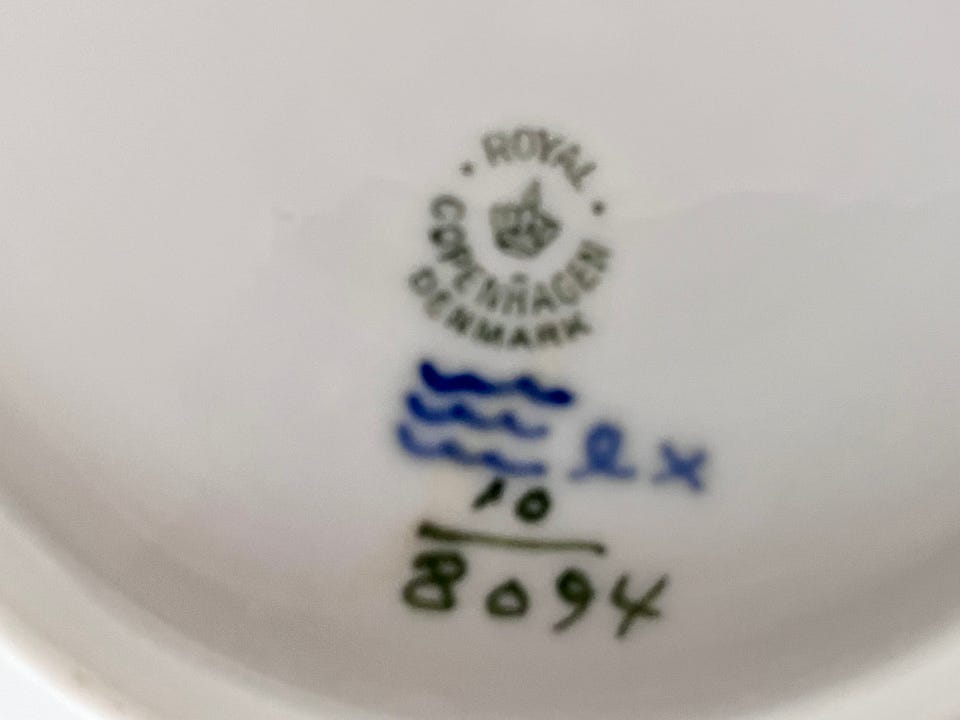 ROYAL
COPENHAGEN
DENMARK
l x
10
8094